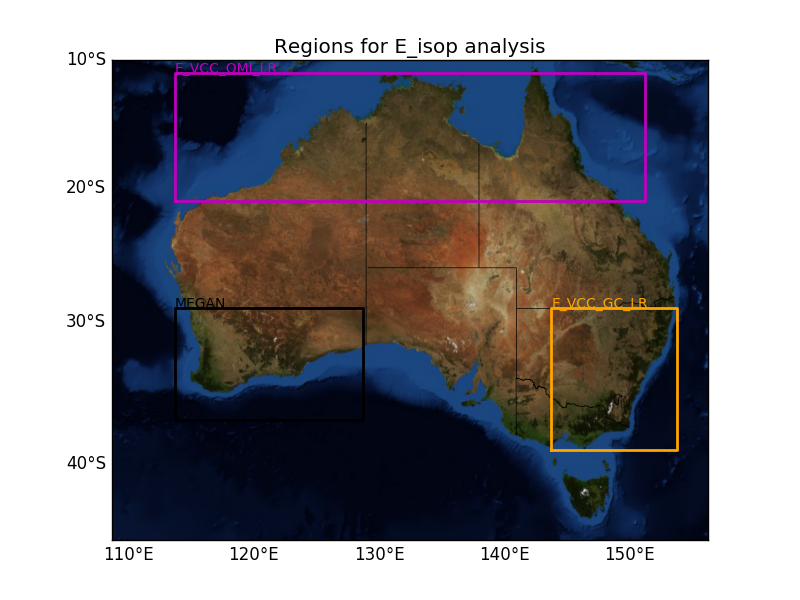 Regions for E_isop analysis
10°S
E_VCC_OMI_LR
20°S
MEGAN
E_VCC_GC_LR
30°S
40°S
110°E 120°E 130°E 140°E 150°E